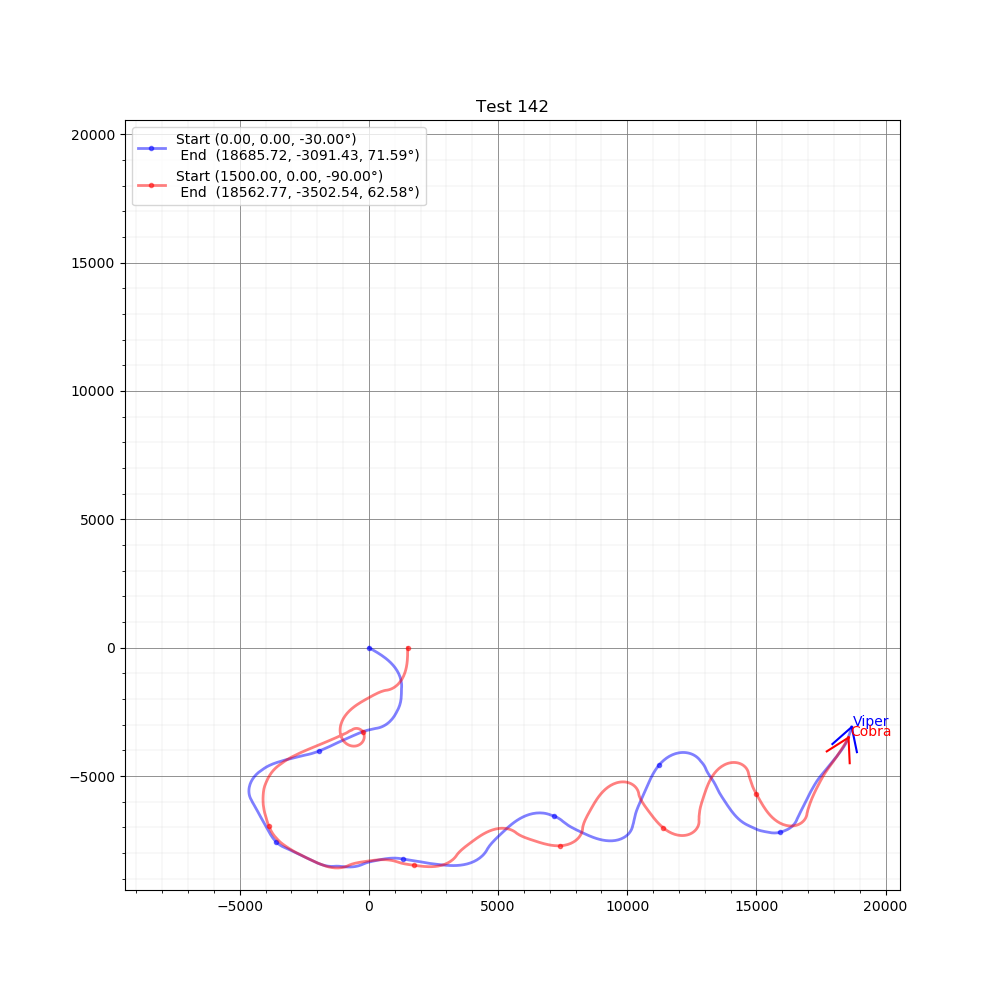 Test 142
Start (0.00, 0.00, -30.00°)
End  (18685.72, -3091.43, 71.59°)
Start (1500.00, 0.00, -90.00°)
End  (18562.77, -3502.54, 62.58°)
20000
15000
10000
5000
0
−5000
Viper
Cobra
−5000 0 5000 10000 15000 20000